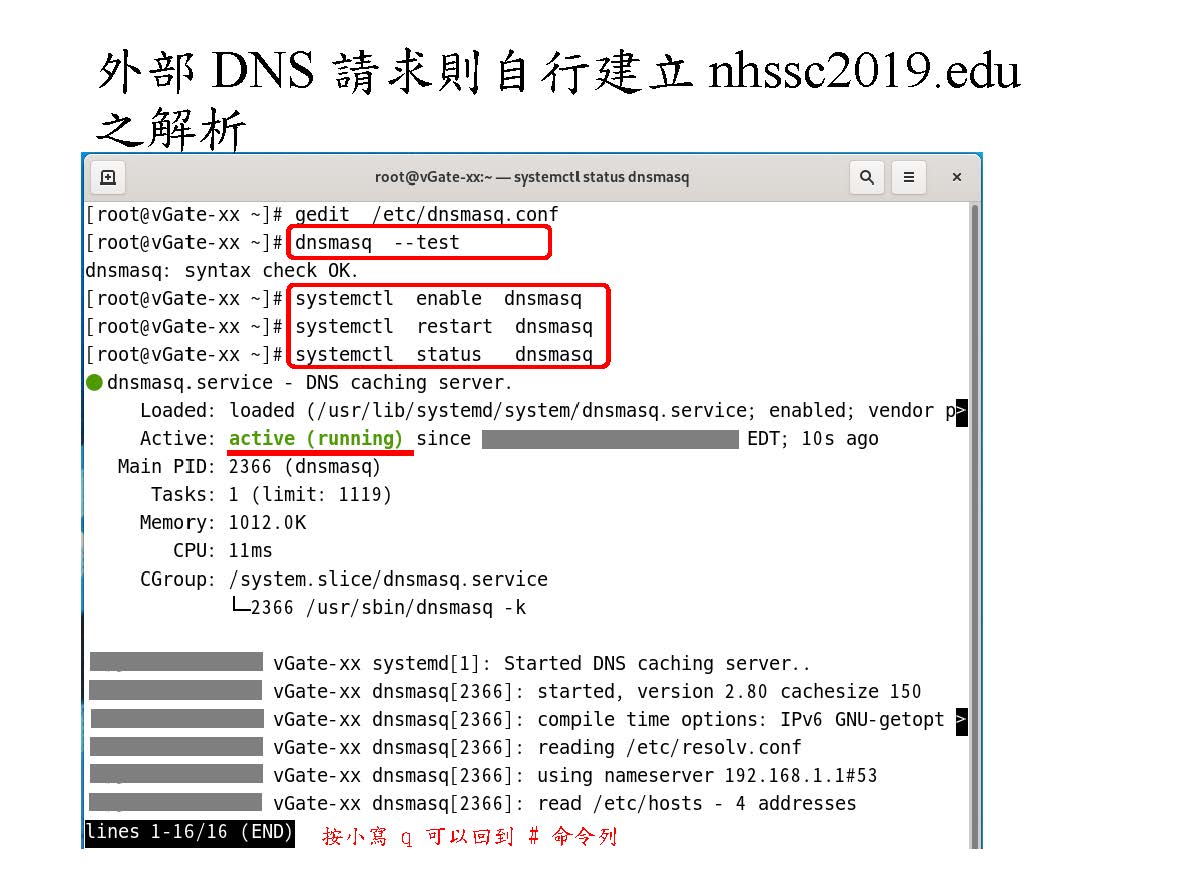 外部 DNS 請求則自行建立 nhssc2019.edu
之解析
root@vGate-xx:~ — systemctl status dnsmasq
[root@vGate-xx ~]# gedit  /etc/dnsmasq.conf
[root@vGate-xx ~]# dnsmasq  --test
dnsmasq: syntax check OK.
[root@vGate-xx ~]# systemctl  enable  dnsmasq
[root@vGate-xx ~]# systemctl  restart  dnsmasq
[root@vGate-xx ~]# systemctl  status   dnsmasq
dnsmasq.service - DNS caching server.
Loaded: loaded (/usr/lib/systemd/system/dnsmasq.service; enabled; vendor p>
Active: active (running) since EDT; 10s ago
Main PID: 2366 (dnsmasq)
Tasks: 1 (limit: 1119)
Memory: 1012.0K
CPU: 11ms
CGroup: /system.slice/dnsmasq.service
└─2366 /usr/sbin/dnsmasq -k
vGate-xx systemd[1]: Started DNS caching server..
vGate-xx dnsmasq[2366]: started, version 2.80 cachesize 150
vGate-xx dnsmasq[2366]: compile time options: IPv6 GNU-getopt >
vGate-xx dnsmasq[2366]: reading /etc/resolv.conf
vGate-xx dnsmasq[2366]: using nameserver 192.168.1.1#53
vGate-xx dnsmasq[2366]: read /etc/hosts - 4 addresses
lines 1-16/16 (END) 按小寫 q 可以回到 # 命令列